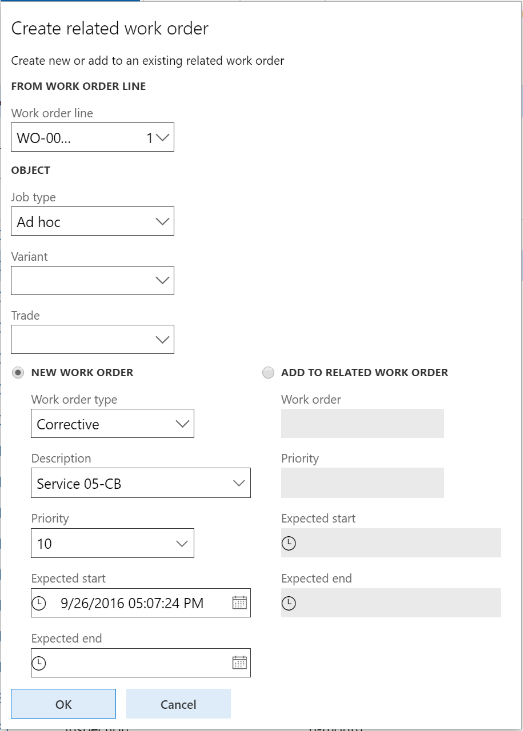 Create related work order
Create new or add to an existing related work order
FROM WORK ORDER LINE
Work order line
WO-00... 1
OBJECT
Job type
Ad hoc
Variant
Trade
NEW WORK ORDER
Work order type
Corrective
Description
Service 05-CB
Priority
10
Expected start
9/26/2016 05:07:24 PM
Expected end
ADD TO RELATED WORK ORDER
Work order
Priority
Expected start
Expected end
OK Cancel